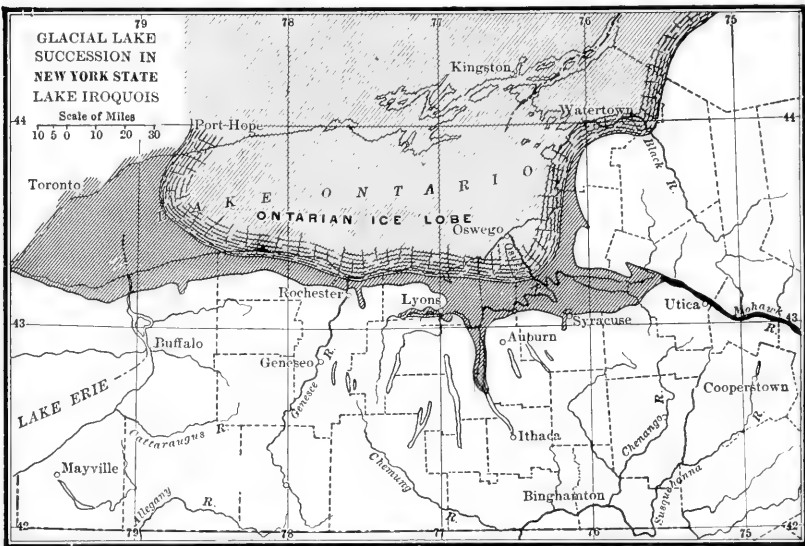 79
78
77
76
75
GLACIAL LAKE
SUCCESSION IN
NEW YORK STATE
LAKE IROQUOIS
Scale of Miles
10 5 0 10 20 30
Kingston
Watertown
44
44
Port Hope
Black R.
Toronto
LAKE ONTARIO
ONTARIAN ICE LOBE
Oswego
Rochester
Lyons
Syracuse
Utica
Mohawk R.
43
43
Buffalo
Auburn
Geneseo
Genesee R.
LAKE ERIE
Cooperstown
Cattaraugus R.
Ithaca
Chenango R.
Mayville
Chemung R.
Binghamton
Susquehanna R.
Allegany R.
42
42
79
78
77
76
75